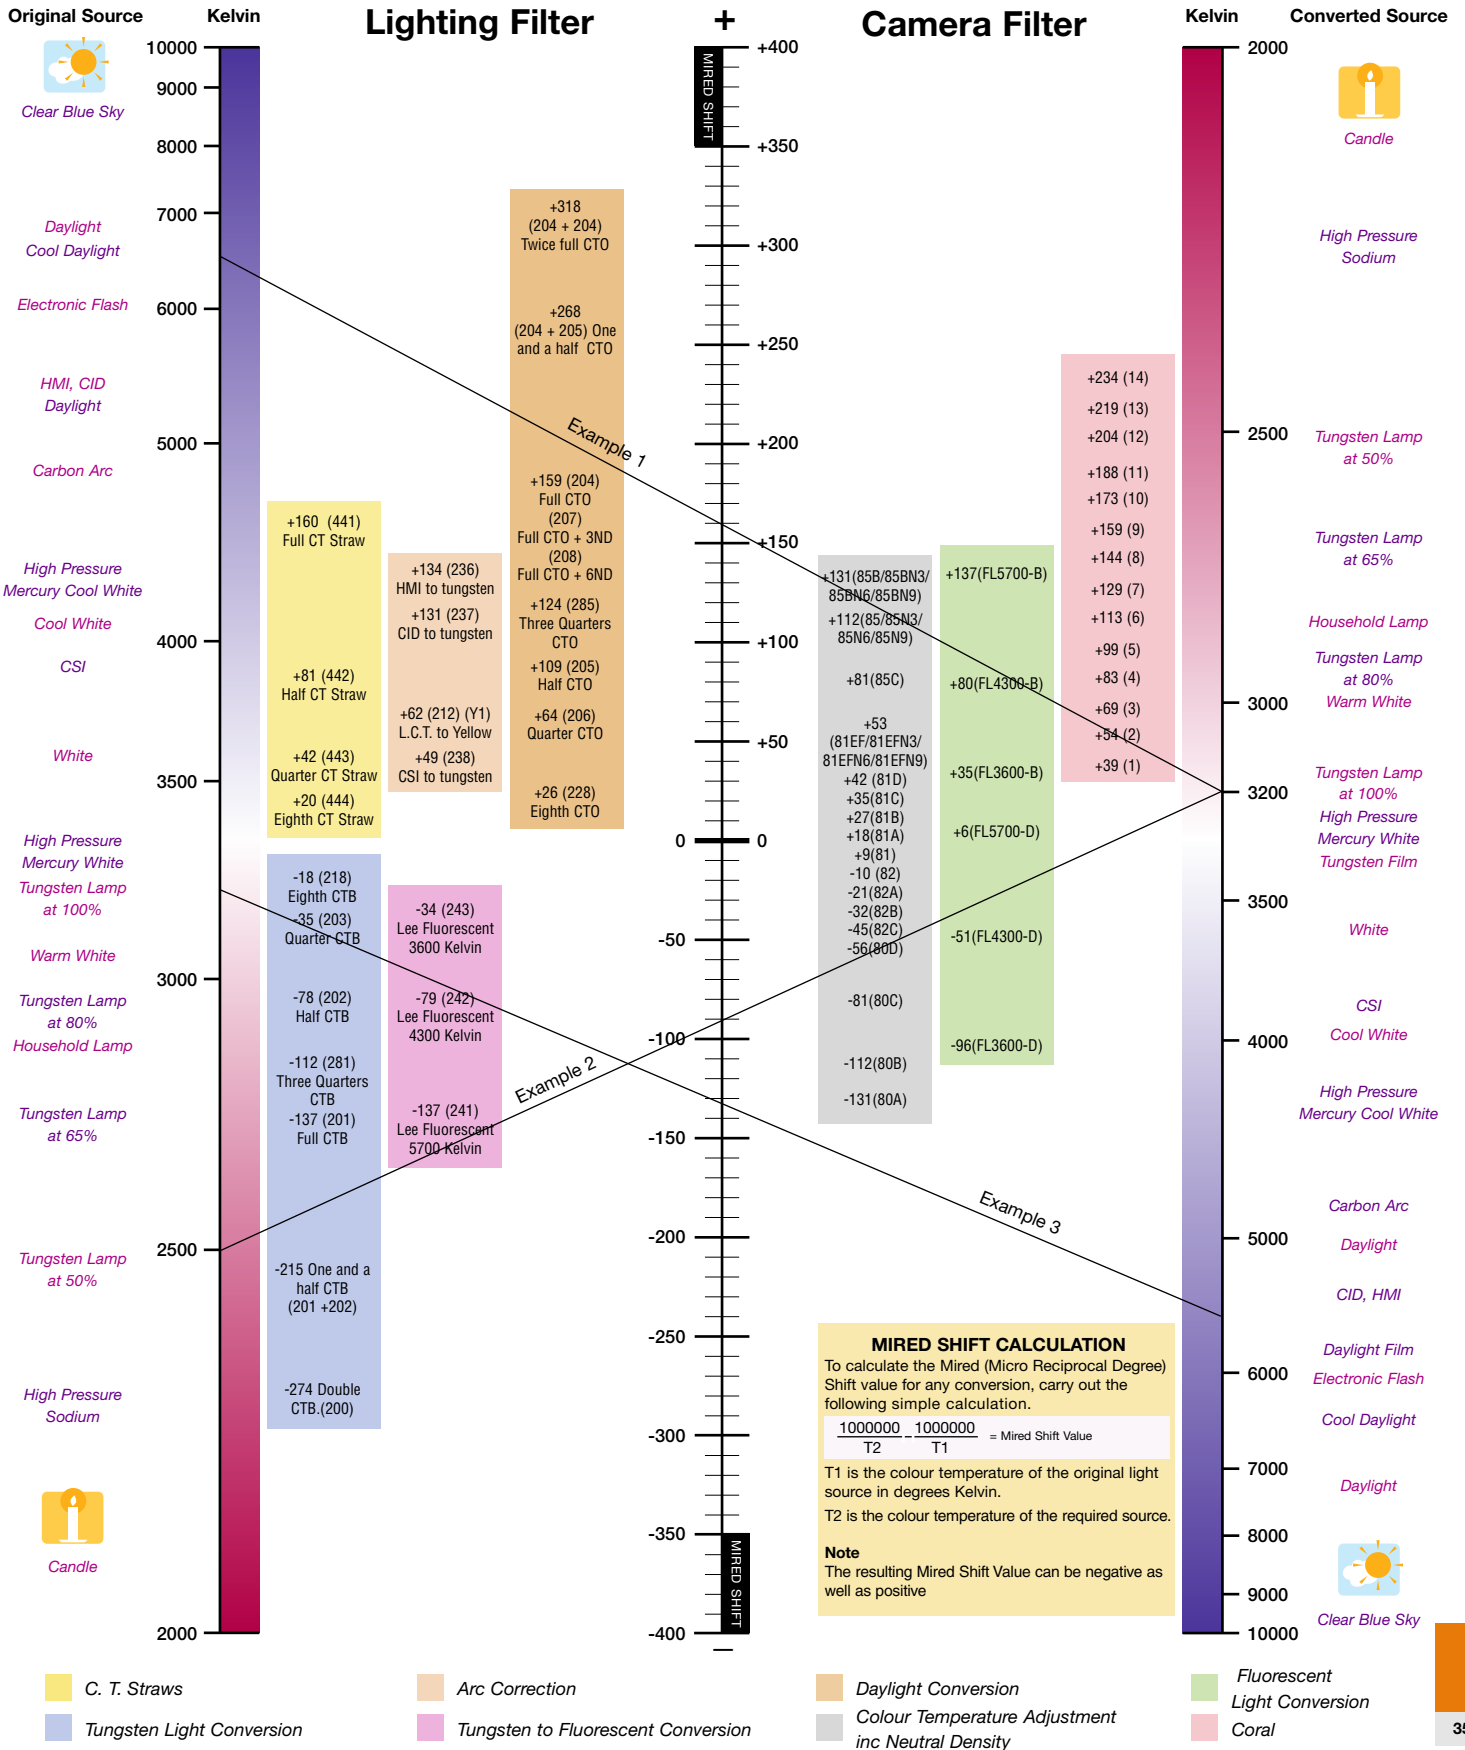 Original Source
Kelvin
Lighting Filter
+
Camera Filter
Kelvin
Converted Source
10000
9000
8000
7000
6000
5000
4000
3500
3000
2500
2000
Clear Blue Sky
Daylight
Cool Daylight
Electronic Flash
HMI, CID
Daylight
Carbon Arc
High Pressure
Mercury Cool White
Cool White
CSI
White
High Pressure
Mercury White
Tungsten Lamp
at 100%
Warm White
Tungsten Lamp
at 80%
Household Lamp
Tungsten Lamp
at 65%
Tungsten Lamp
at 50%
High Pressure
Sodium
Candle
+160 (441)
Full CT Straw
+81 (442)
Half CT Straw
+42 (443)
Quarter CT Straw
+20 (444)
Eighth CT Straw
-18 (218)
Eighth CTB
-35 (203)
Quarter CTB
-78 (202)
Half CTB
-112 (281)
Three Quarters
CTB
-137 (201)
Full CTB
-215 One and a
half CTB
(201 +202)
-274 Double
CTB.(200)
+134 (236)
HMI to tungsten
+131 (237)
CID to tungsten
+62 (212) (Y1)
L.C.T. to Yellow
+49 (238)
CSI to tungsten
-34 (243)
Lee Fluorescent
3600 Kelvin
-79 (242)
Lee Fluorescent
4300 Kelvin
-137 (241)
Lee Fluorescent
5700 Kelvin
+318
(204 + 204)
Twice full CTO
+268
(204 + 205) One
and a half CTO
+159 (204)
Full CTO
(207)
Full CTO + 3ND
(208)
Full CTO + 6ND
+124 (285)
Three Quarters
CTO
+109 (205)
Half CTO
+64 (206)
Quarter CTO
+26 (228)
Eighth CTO
Example 1
Example 2
Example 3
MIRED SHIFT
+400
+350
+300
+250
+200
+150
+100
+50
0
0
-50
-100
-150
-200
-250
-300
-350
-400
MIRED SHIFT
—
+131(85B/85BN3/
85BN6/85BN9)
+112(85/85N3/
85N6/85N9)
+81(85C)
+53
(81EF/81EFN3/
81EFN6/81EFN9)
+42 (81D)
+35(81C)
+27(81B)
+18(81A)
+9(81)
-10 (82)
-21(82A)
-32(82B)
-45(82C)
-56(80D)
-81(80C)
-112(80B)
-131(80A)
+137(FL5700-B)
+80(FL4300-B)
+35(FL3600-B)
+6(FL5700-D)
-51(FL4300-D)
-96(FL3600-D)
+234 (14)
+219 (13)
+204 (12)
+188 (11)
+173 (10)
+159 (9)
+144 (8)
+129 (7)
+113 (6)
+99 (5)
+83 (4)
+69 (3)
+54 (2)
+39 (1)
2000
2500
3000
3200
3500
4000
5000
6000
7000
8000
9000
10000
Candle
High Pressure
Sodium
Tungsten Lamp
at 50%
Tungsten Lamp
at 65%
Household Lamp
Tungsten Lamp
at 80%
Warm White
Tungsten Lamp
at 100%
High Pressure
Mercury White
Tungsten Film
White
CSI
Cool White
High Pressure
Mercury Cool White
Carbon Arc
Daylight
CID, HMI
Daylight Film
Electronic Flash
Cool Daylight
Daylight
Clear Blue Sky
MIRED SHIFT CALCULATION
To calculate the Mired (Micro Reciprocal Degree)
Shift value for any conversion, carry out the
following simple calculation.
1000000 - 1000000 = Mired Shift Value
T2 T1
T1 is the colour temperature of the original light
source in degrees Kelvin.
T2 is the colour temperature of the required source.
Note
The resulting Mired Shift Value can be negative as
well as positive
C. T. Straws
Tungsten Light Conversion
Arc Correction
Tungsten to Fluorescent Conversion
Daylight Conversion
Colour Temperature Adjustment
inc Neutral Density
Fluorescent
Light Conversion
Coral